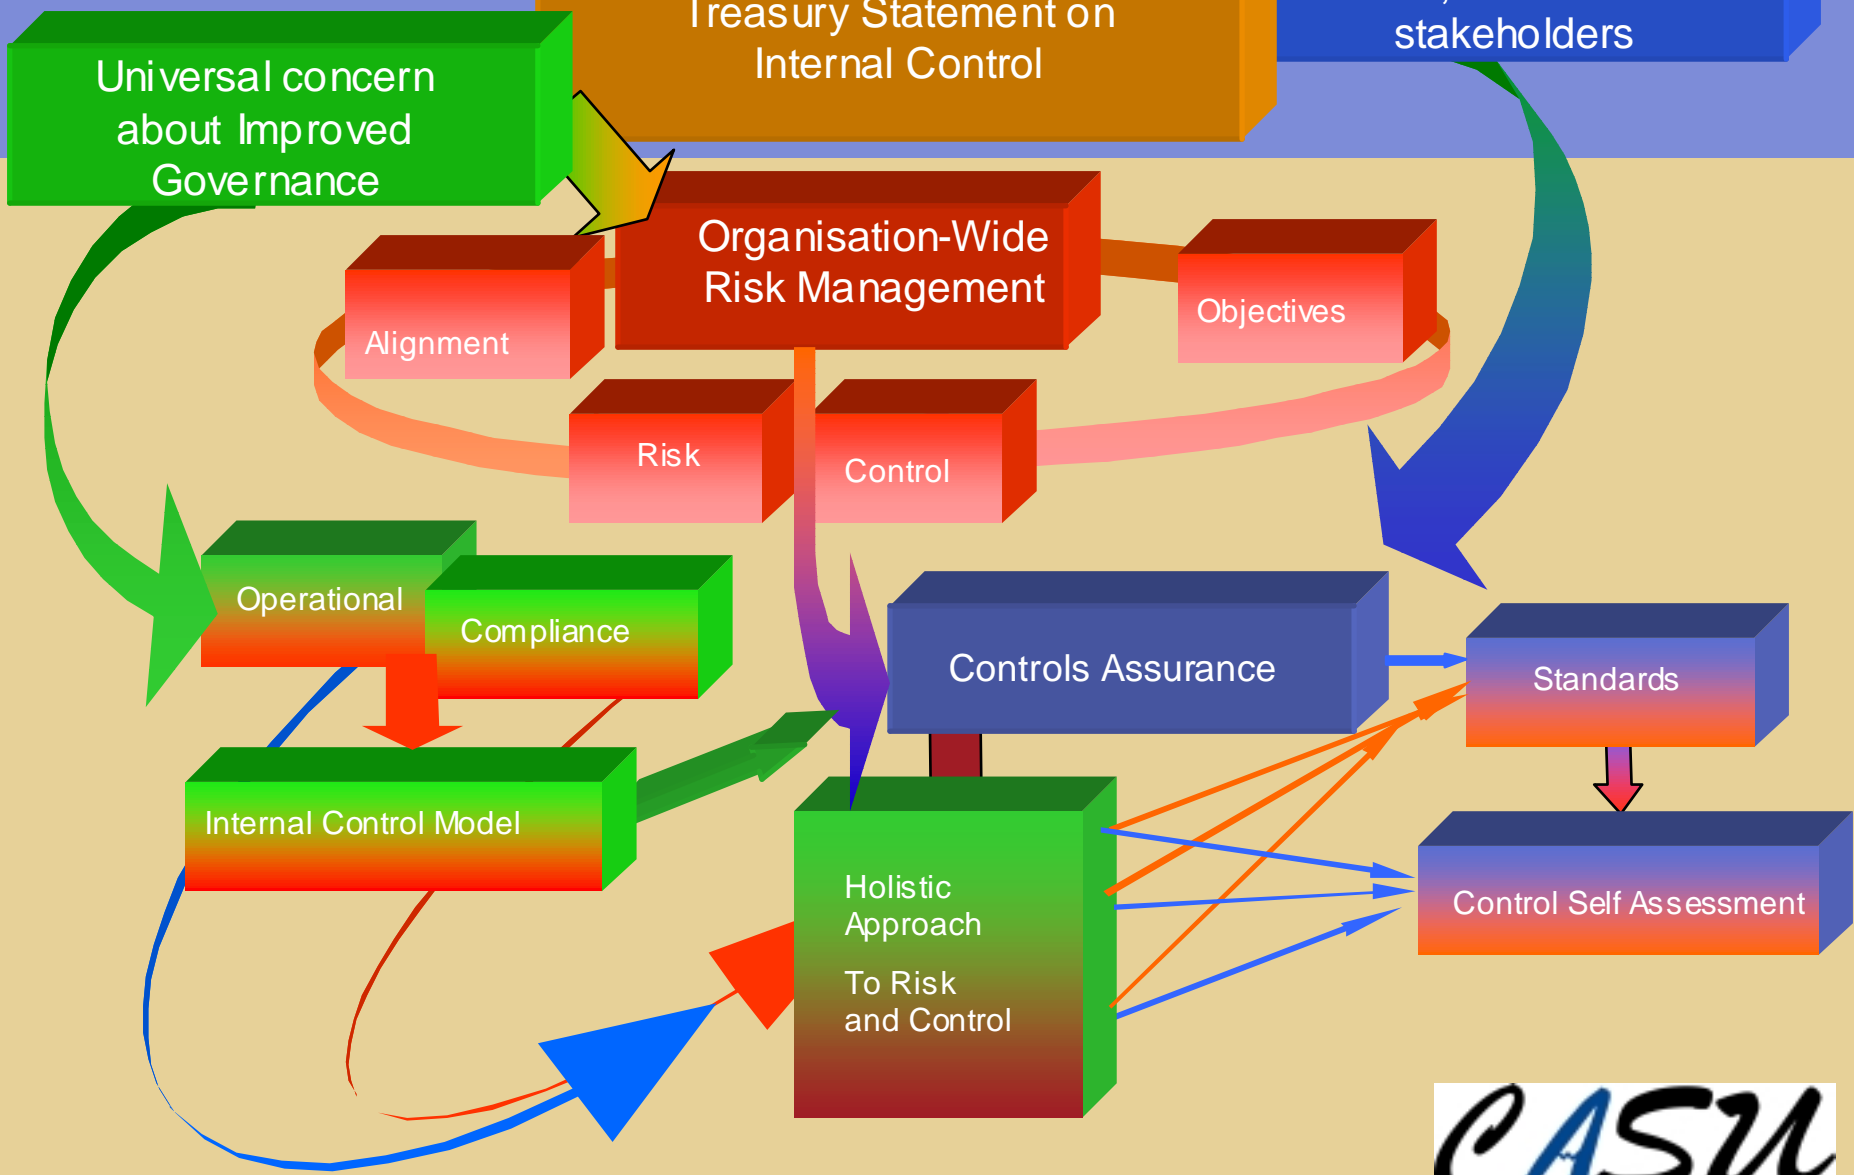 Treasury Statement on
Internal Control
stakeholders
Universal concern
about Improved
Governance
Organisation-Wide
Risk Management
Objectives
Alignment
Risk
Control
Operational
Compliance
Controls Assurance
Standards
Internal Control Model
Holistic
Approach
To Risk
and Control
Control Self Assessment
CASU